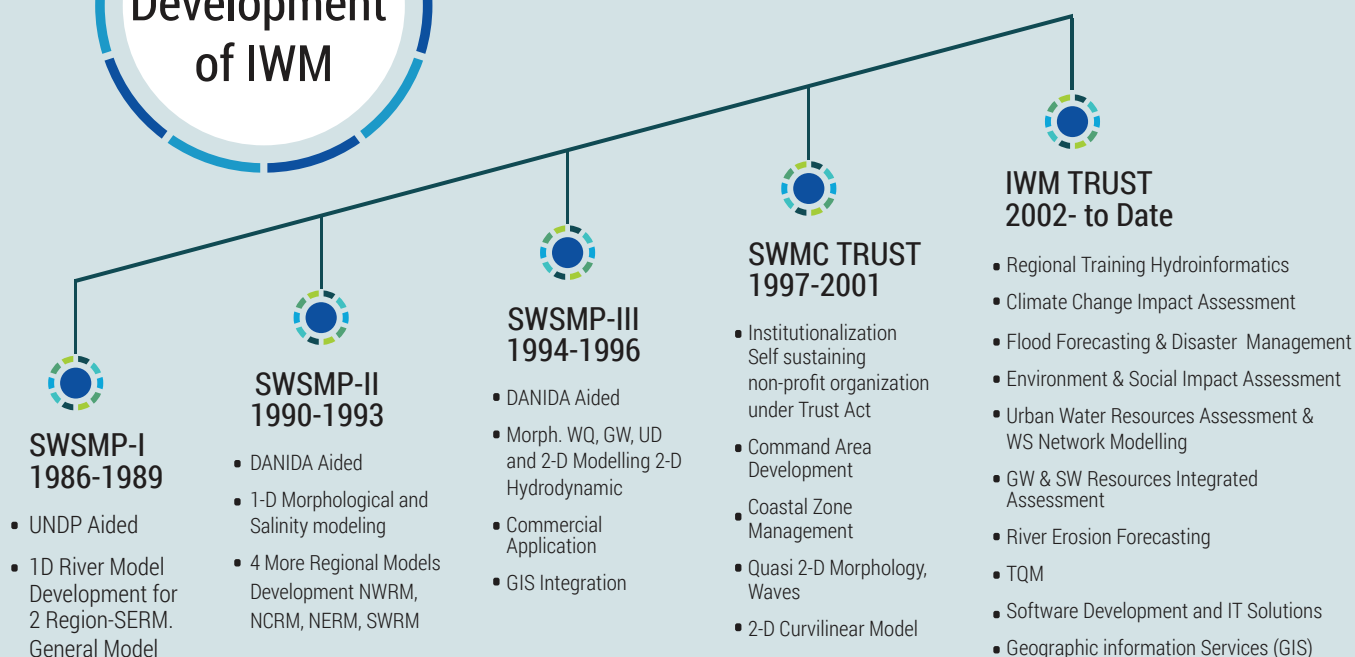 Development
of IWM
SWSMP-I
1986-1989
• UNDP Aided
• 1D River Model
Development for
2 Region-SERM.
General Model
SWSMP-II
1990-1993
• DANIDA Aided
• 1-D Morphological and
Salinity modeling
• 4 More Regional Models
Development NWRM,
NCRM, NERM, SWRM
SWSMP-III
1994-1996
• DANIDA Aided
• Morph. WQ, GW, UD
and 2-D Modelling 2-D
Hydrodynamic
• Commercial
Application
• GIS Integration
SWMC TRUST
1997-2001
• Institutionalization
Self sustaining
non-profit organization
under Trust Act
• Command Area
Development
• Coastal Zone
Management
• Quasi 2-D Morphology,
Waves
• 2-D Curvilinear Model
IWM TRUST
2002- to Date
• Regional Training Hydroinformatics
• Climate Change Impact Assessment
• Flood Forecasting & Disaster Management
• Environment & Social Impact Assessment
• Urban Water Resources Assessment &
WS Network Modelling
• GW & SW Resources Integrated
Assessment
• River Erosion Forecasting
• TQM
• Software Development and IT Solutions
• Geographic information Services (GIS)